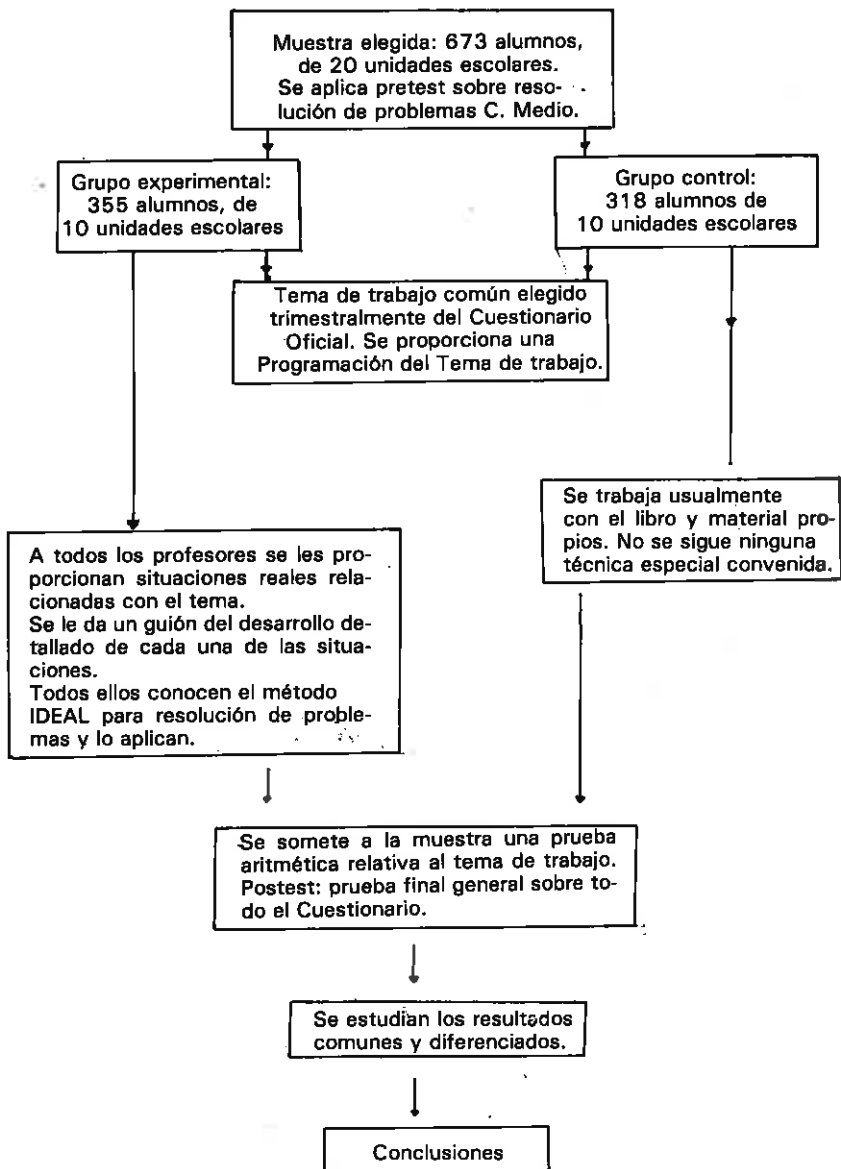 Muestra elegida: 673 alumnos,
de 20 unidades escolares.
Se aplica pretest sobre reso-
lución de problemas C. Medio.
Grupo experimental:
355 alumnos, de
10 unidades escolares
Grupo control:
318 alumnos de
10 unidades escolares
Tema de trabajo común elegido
trimestralmente del Cuestionario
Oficial. Se proporciona una
Programación del Tema de trabajo.
Se trabaja usualmente
con el libro y material pro-
pios. No se sigue ninguna
técnica especial convenida.
A todos los profesores se les pro-
porcionan situaciones reales rela-
cionadas con el tema.
Se le da un guión del desarrollo de-
tallado de cada una de las situa-
ciones.
Todos ellos conocen el método
IDEAL para resolución de proble-
mas y lo aplican.
Se somete a la muestra una prueba
aritmética relativa al tema de trabajo.
Postest: prueba final general sobre to-
do el Cuestionario.
Se estudian los resultados
comunes y diferenciados.
Conclusiones